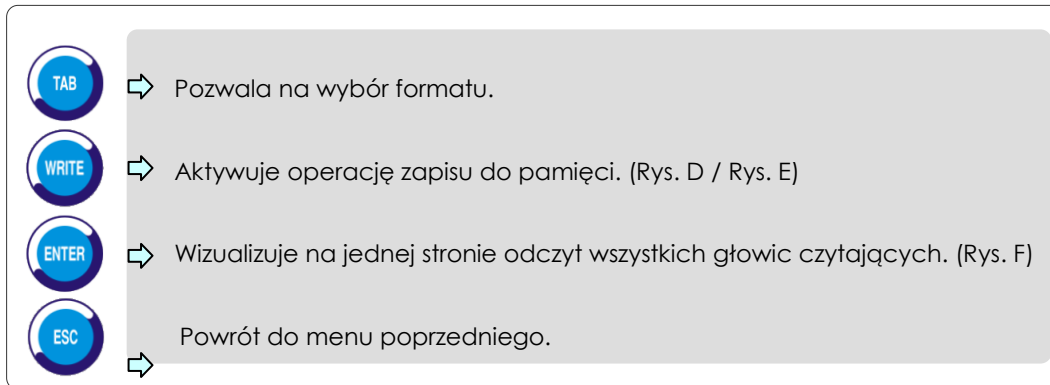 TAB
Pozwala na wybór formatu.
WRITE
Aktywuje operację zapisu do pamięci. (Rys. D / Rys. E)
ENTER
Wizualizuje na jednej stronie odczyt wszystkich głowic czytających. (Rys. F)
ESC
Powrót do menu poprzedniego.